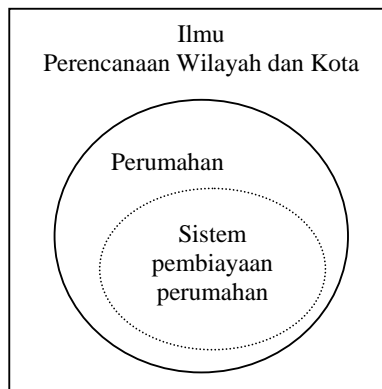 Ilmu
Perencanaan Wilayah dan Kota
Perumahan
Sistem
pembiayaan
perumahan